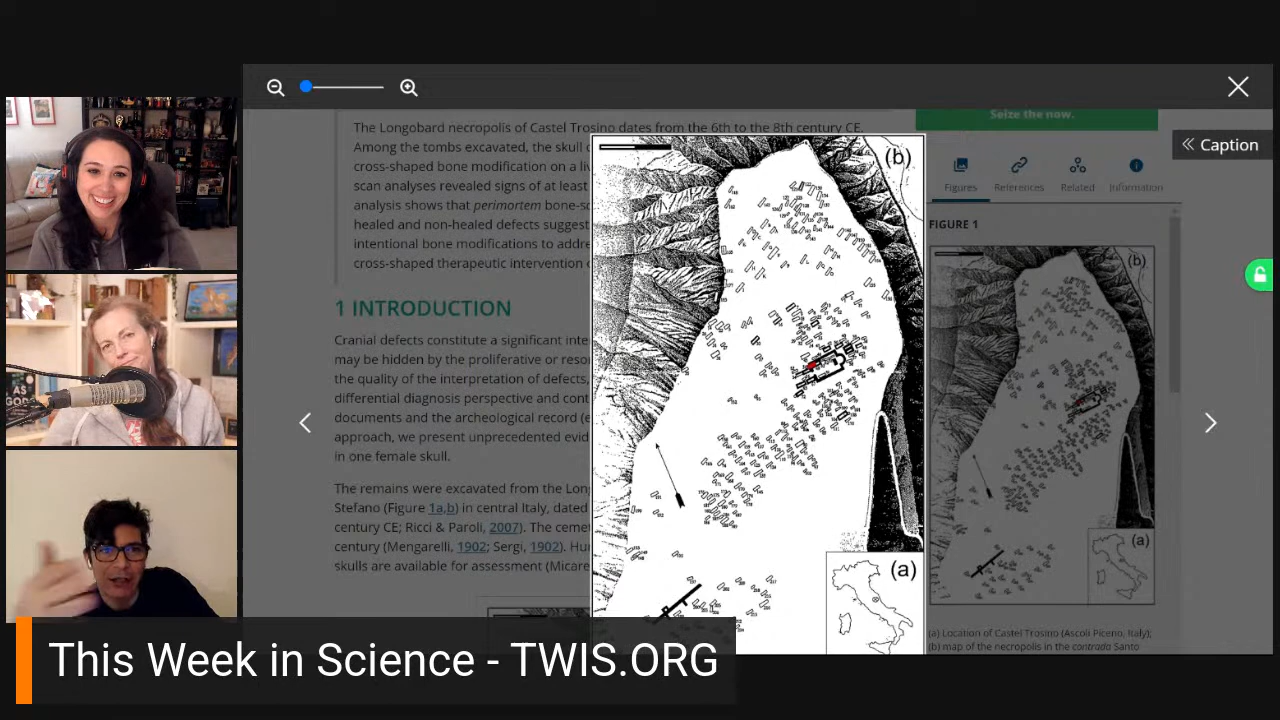 Seize the now.
Caption
The Longobard necropolis of Castel Trosino dates from the 6th to the 8th century CE.
Among the tombs excavated, the skull o
cross-shaped bone modification on a li
scan analyses revealed signs of at least
analysis shows that perimortem bone-sc
healed and non-healed defects suggest
intentional bone modifications to addre
cross-shaped therapeutic intervention o
1 INTRODUCTION
Cranial defects constitute a significant inte
may be hidden by the proliferative or resor
the quality of the interpretation of defects,
differential diagnosis perspective and cont
documents and the archeological record (e
approach, we present unprecedented evid
in one female skull.
The remains were excavated from the Lon
Stefano (Figure 1a,b) in central Italy, dated
century CE; Ricci & Paroli, 2007). The ceme
century (Mengarelli, 1902; Sergi, 1902). Hu
skulls are available for assessment (Micare
(b)
(a)
Figures
References
Related
Information
FIGURE 1
(b)
(a)
(a) Location of Castel Trosino (Ascoli Piceno, Italy);
(b) map of the necropolis in the contrada Santo
This Week in Science - TWIS.ORG